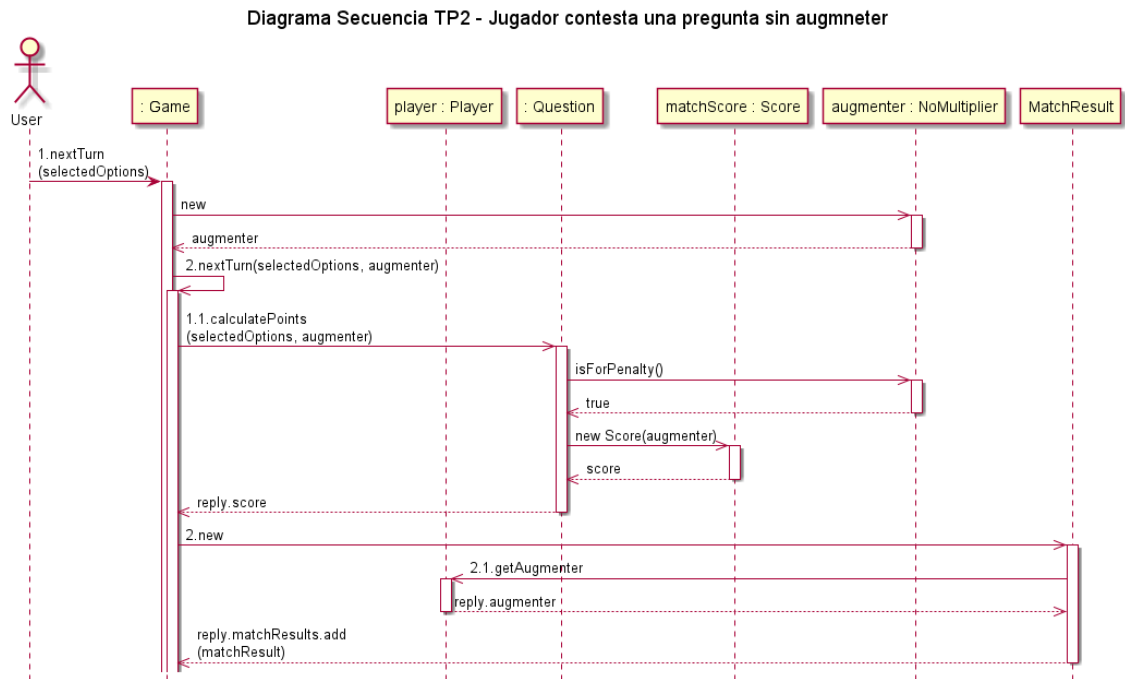 Diagrama Secuencia TP2 - Jugador contesta una pregunta sin augmneter
User
: Game
player : Player
: Question
matchScore : Score
augmenter : NoMultiplier
MatchResult
1.nextTurn
(selectedOptions)
new
augmenter
2.nextTurn(selectedOptions, augmenter)
1.1.calculatePoints
(selectedOptions, augmenter)
isForPenalty()
true
new Score(augmenter)
score
reply.score
2.new
2.1.getAugmenter
reply.augmenter
reply.matchResults.add
(matchResult)